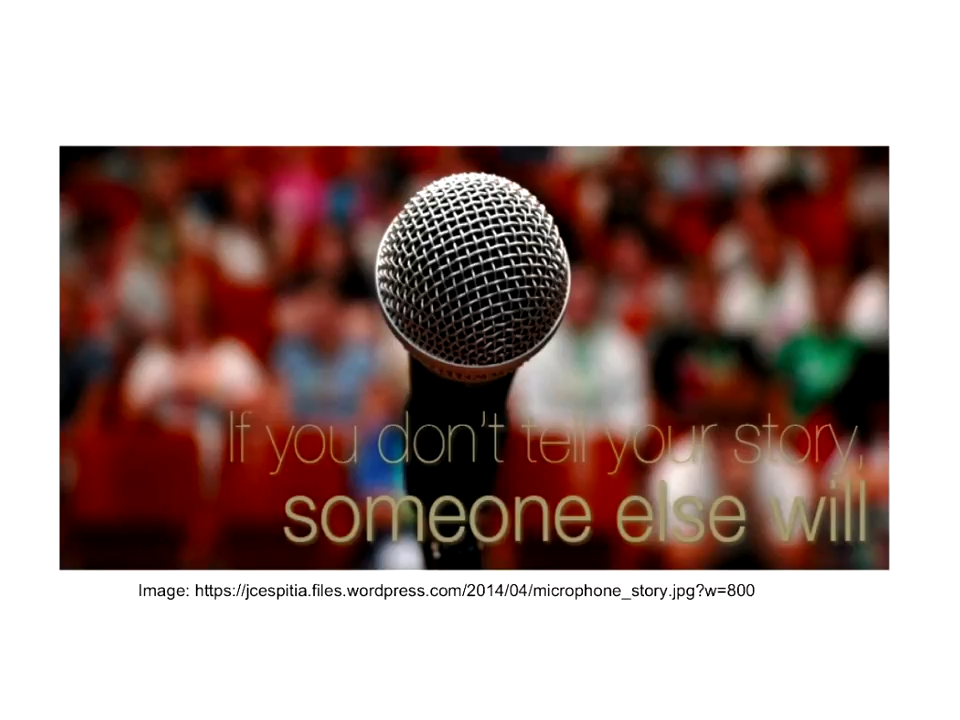 If you don't tell your story,
someone else will
Image: https://jcespitia.files.wordpress.com/2014/04/microphone_story.jpg?w=800